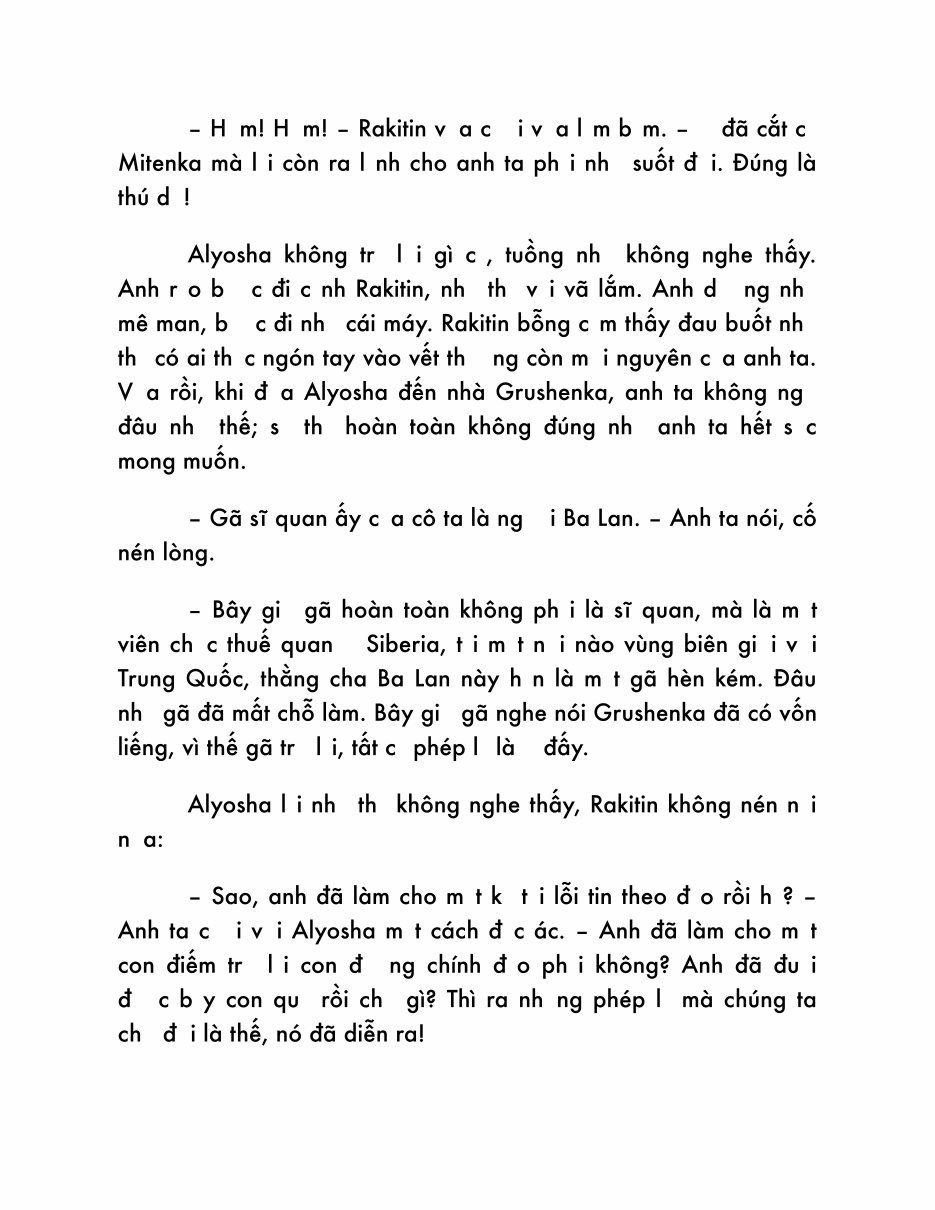 – H m! H m! – Rakitin v a c i v a l m b m. – đã cắt c
Mitenka mà l i còn ra l nh cho anh ta ph i nh suốt đ i. Đúng là
thú d !
Alyosha không tr l i gì c , tuồng nh không nghe thấy.
Anh r o b c đi c nh Rakitin, nh th v i vã lắm. Anh d ng nh
mê man, b c đi nh cái máy. Rakitin bỗng c m thấy đau buốt nh
th có ai th c ngón tay vào vết th ng còn m i nguyên c a anh ta.
V a rồi, khi đ a Alyosha đến nhà Grushenka, anh ta không ng
đâu nh thế; s th hoàn toàn không đúng nh anh ta hết s c
mong muốn.
– Gã sĩ quan ấy c a cô ta là ng i Ba Lan. – Anh ta nói, cố
nén lòng.
– Bây gi gã hoàn toàn không ph i là sĩ quan, mà là m t
viên ch c thuế quan Siberia, t i m t n i nào vùng biên gi i v i
Trung Quốc, thằng cha Ba Lan này h n là m t gã hèn kém. Đâu
nh gã đã mất chỗ làm. Bây gi gã nghe nói Grushenka đã có vốn
liếng, vì thế gã tr l i, tất c phép l là đấy.
Alyosha l i nh th không nghe thấy, Rakitin không nén n i
n a:
– Sao, anh đã làm cho m t k t i lỗi tin theo đ o rồi h ? –
Anh ta c i v i Alyosha m t cách đ c ác. – Anh đã làm cho m t
con điếm tr l i con đ ng chính đ o ph i không? Anh đã đu i
đ c b y con qu rồi ch gì? Thì ra nh ng phép l mà chúng ta
ch đ i là thế, nó đã diễn ra!